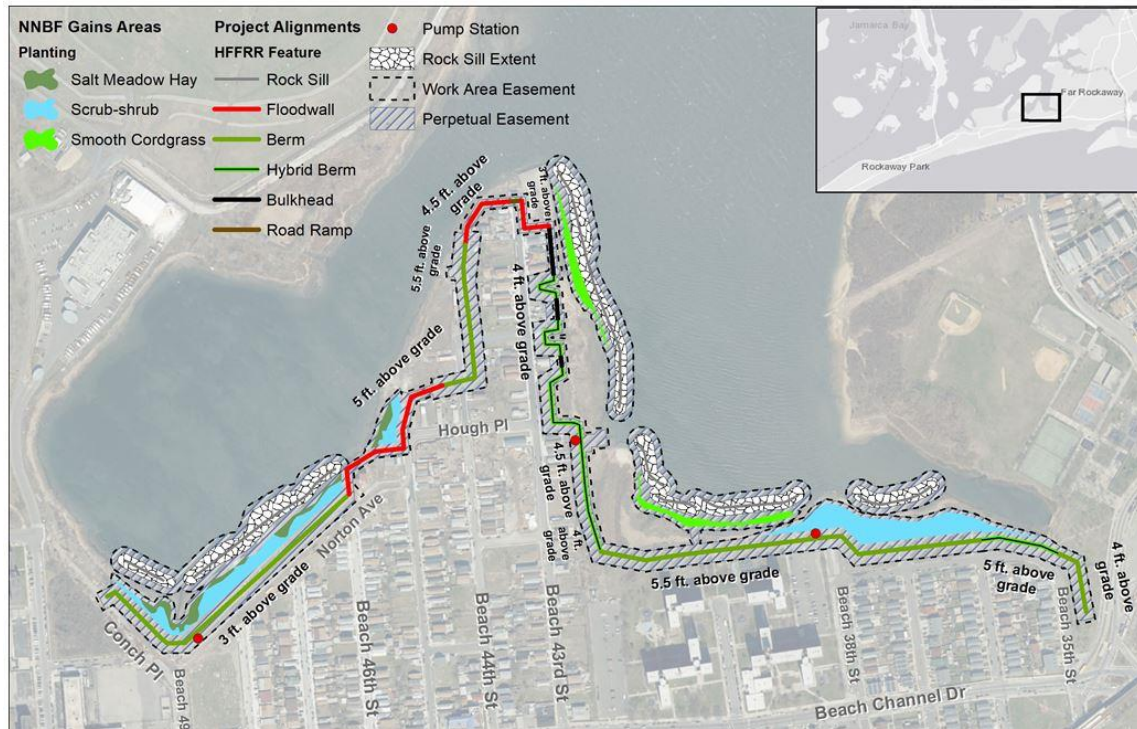 NNBF Gains Areas
Planting
Salt Meadow Hay
Scrub-shrub
Smooth Cordgrass
Project Alignments
HFFRR Feature
Rock Sill
Floodwall
Berm
Hybrid Berm
Bulkhead
Road Ramp
Pump Station
Rock Sill Extent
Work Area Easement
Perpetual Easement
Jamaica Bay
Far Rockaway
Rockaway Park
4.5 ft. above
grade
3 ft. above
grade
5.5 ft. above
grade
4 ft. above grade
5 ft. above grade
Hough Pl
4.5 ft. above
grade
4 ft.
above
grade
Norton Ave
3 ft. above grade
5.5 ft. above grade
5 ft. above
grade
4 ft. above
grade
Conch Pl
Beach 49
Beach 46th St
Beach 44th St
Beach 43rd St
Beach 38th St
Beach 35th St
Beach Channel Dr